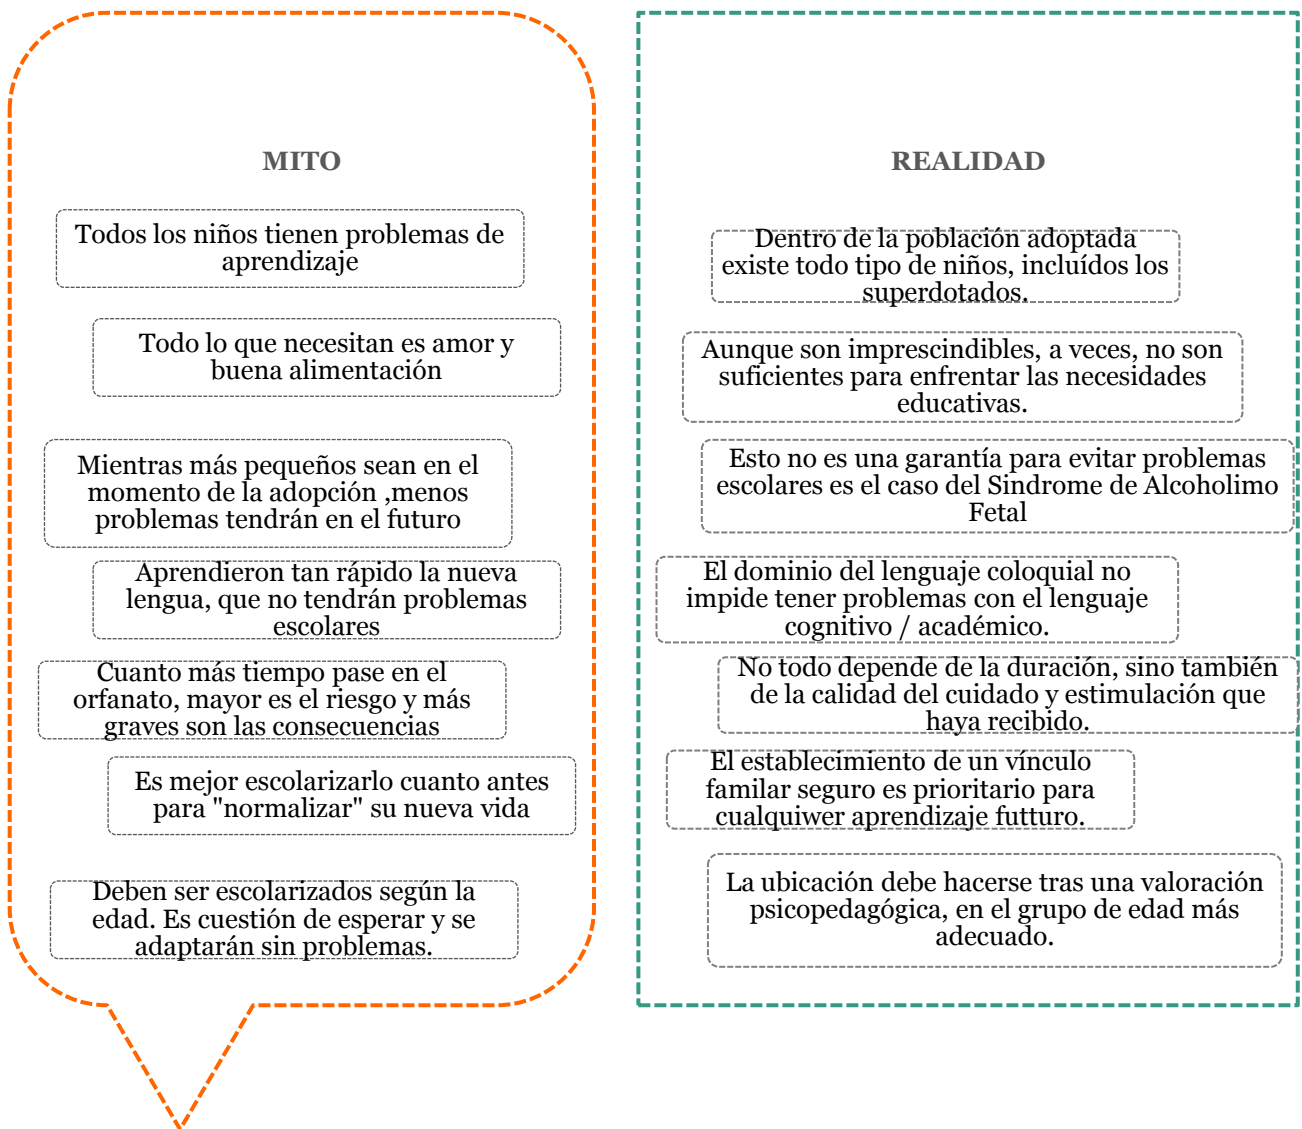 MITO
Todos los niños tienen problemas de
aprendizaje
Todo lo que necesitan es amor y
buena alimentación
Mientras más pequeños sean en el
momento de la adopción ,menos
problemas tendrán en el futuro
Aprendieron tan rápido la nueva
lengua, que no tendrán problemas
escolares
Cuanto más tiempo pase en el
orfanato, mayor es el riesgo y más
graves son las consecuencias
Es mejor escolarizarlo cuanto antes
para "normalizar" su nueva vida
Deben ser escolarizados según la
edad. Es cuestión de esperar y se
adaptarán sin problemas.
REALIDAD
Dentro de la población adoptada
existe todo tipo de niños, incluídos los
superdotados.
Aunque son imprescindibles, a veces, no son
suficientes para enfrentar las necesidades
educativas.
Esto no es una garantía para evitar problemas
escolares es el caso del Sindrome de Alcoholimo
Fetal
El dominio del lenguaje coloquial no
impide tener problemas con el lenguaje
cognitivo / académico.
No todo depende de la duración, sino también
de la calidad del cuidado y estimulación que
haya recibido.
El establecimiento de un vínculo
familar seguro es prioritario para
cualquiwer aprendizaje futturo.
La ubicación debe hacerse tras una valoración
psicopedagógica, en el grupo de edad más
adecuado.